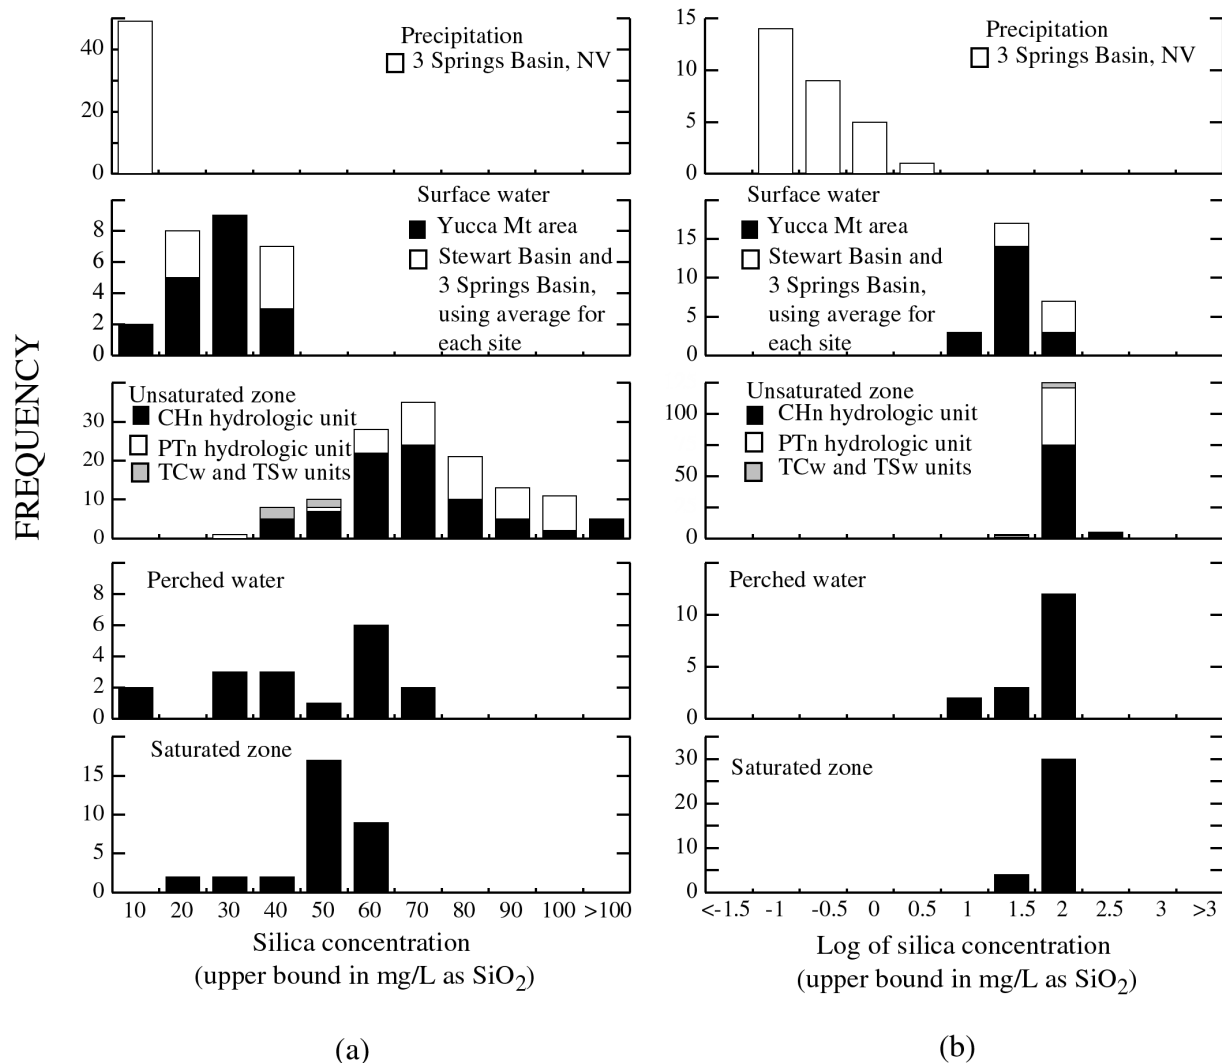 FREQUENCY
40
20
0
Precipitation
3 Springs Basin, NV
8
6
4
2
0
Surface water
Yucca Mt area
Stewart Basin and
3 Springs Basin,
using average for
each site
30
20
10
0
Unsaturated zone
CHn hydrologic unit
PTn hydrologic unit
TCw and TSw units
8
6
4
2
0
Perched water
15
10
5
0
Saturated zone
10 20 30 40 50 60 70 80 90 100 >100
Silica concentration
(upper bound in mg/L as SiO2)
(a)
15
10
5
0
Precipitation
3 Springs Basin, NV
15
10
5
0
Surface water
Yucca Mt area
Stewart Basin and
3 Springs Basin,
using average for
each site
100
50
0
Unsaturated zone
CHn hydrologic unit
PTn hydrologic unit
TCw and TSw units
10
5
0
Perched water
30
20
10
0
Saturated zone
<-1.5 -1 -0.5 0 0.5 1 1.5 2 2.5 3 >3
Log of silica concentration
(upper bound in mg/L as SiO2)
(b)